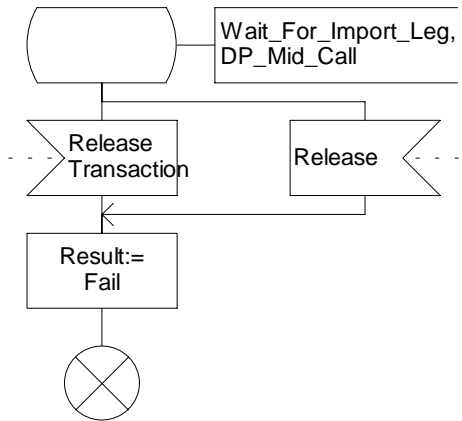 Wait_For_Import_Leg,
DP_Mid_Call
Release
Transaction
Release
Result:=
Fail